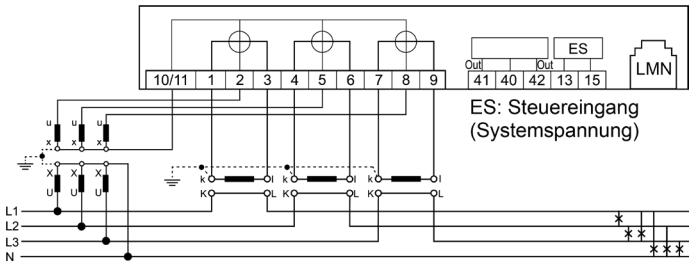 ES
Out Out
LMN
10/11 1 2 3 4 5 6 7 8 9 41 40 42 13 15
ES: Steuereingang
(Systemspannung)
u u u
x x x
X X X
U U U
k l k l k l
K L K L K L
L1
L2
L3
N